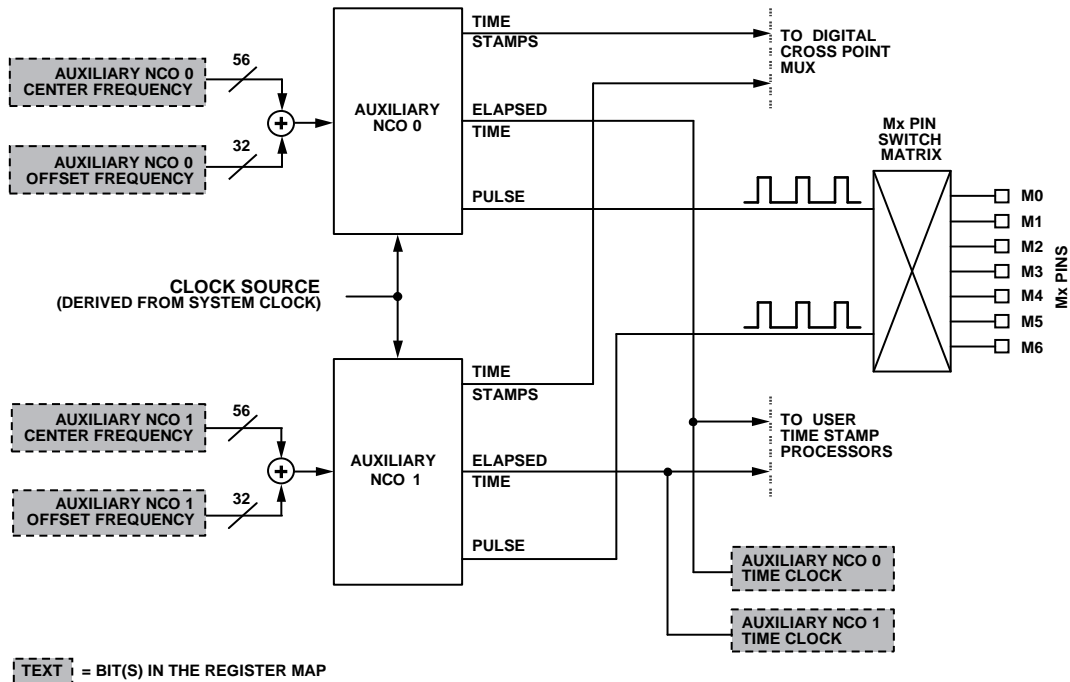 AUXILIARY NCO 0
CENTER FREQUENCY
56
AUXILIARY NCO 0
OFFSET FREQUENCY
32
+
AUXILIARY
NCO 0
TIME
STAMPS
ELAPSED
TIME
PULSE
TO DIGITAL
CROSS POINT
MUX
Mx PIN
SWITCH
MATRIX
M0
M1
M2
M3
M4
M5
M6
Mx PINS
CLOCK SOURCE
(DERIVED FROM SYSTEM CLOCK)
AUXILIARY NCO 1
CENTER FREQUENCY
56
AUXILIARY NCO 1
OFFSET FREQUENCY
32
+
AUXILIARY
NCO 1
TIME
STAMPS
ELAPSED
TIME
PULSE
TO USER
TIME STAMP
PROCESSORS
AUXILIARY NCO 0
TIME CLOCK
AUXILIARY NCO 1
TIME CLOCK
TEXT = BIT(S) IN THE REGISTER MAP